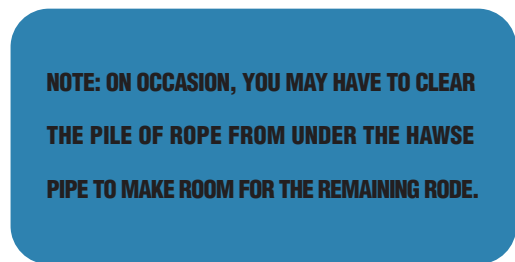 NOTE: ON OCCASION, YOU MAY HAVE TO CLEAR
THE PILE OF ROPE FROM UNDER THE HAWSE
PIPE TO MAKE ROOM FOR THE REMAINING RODE.